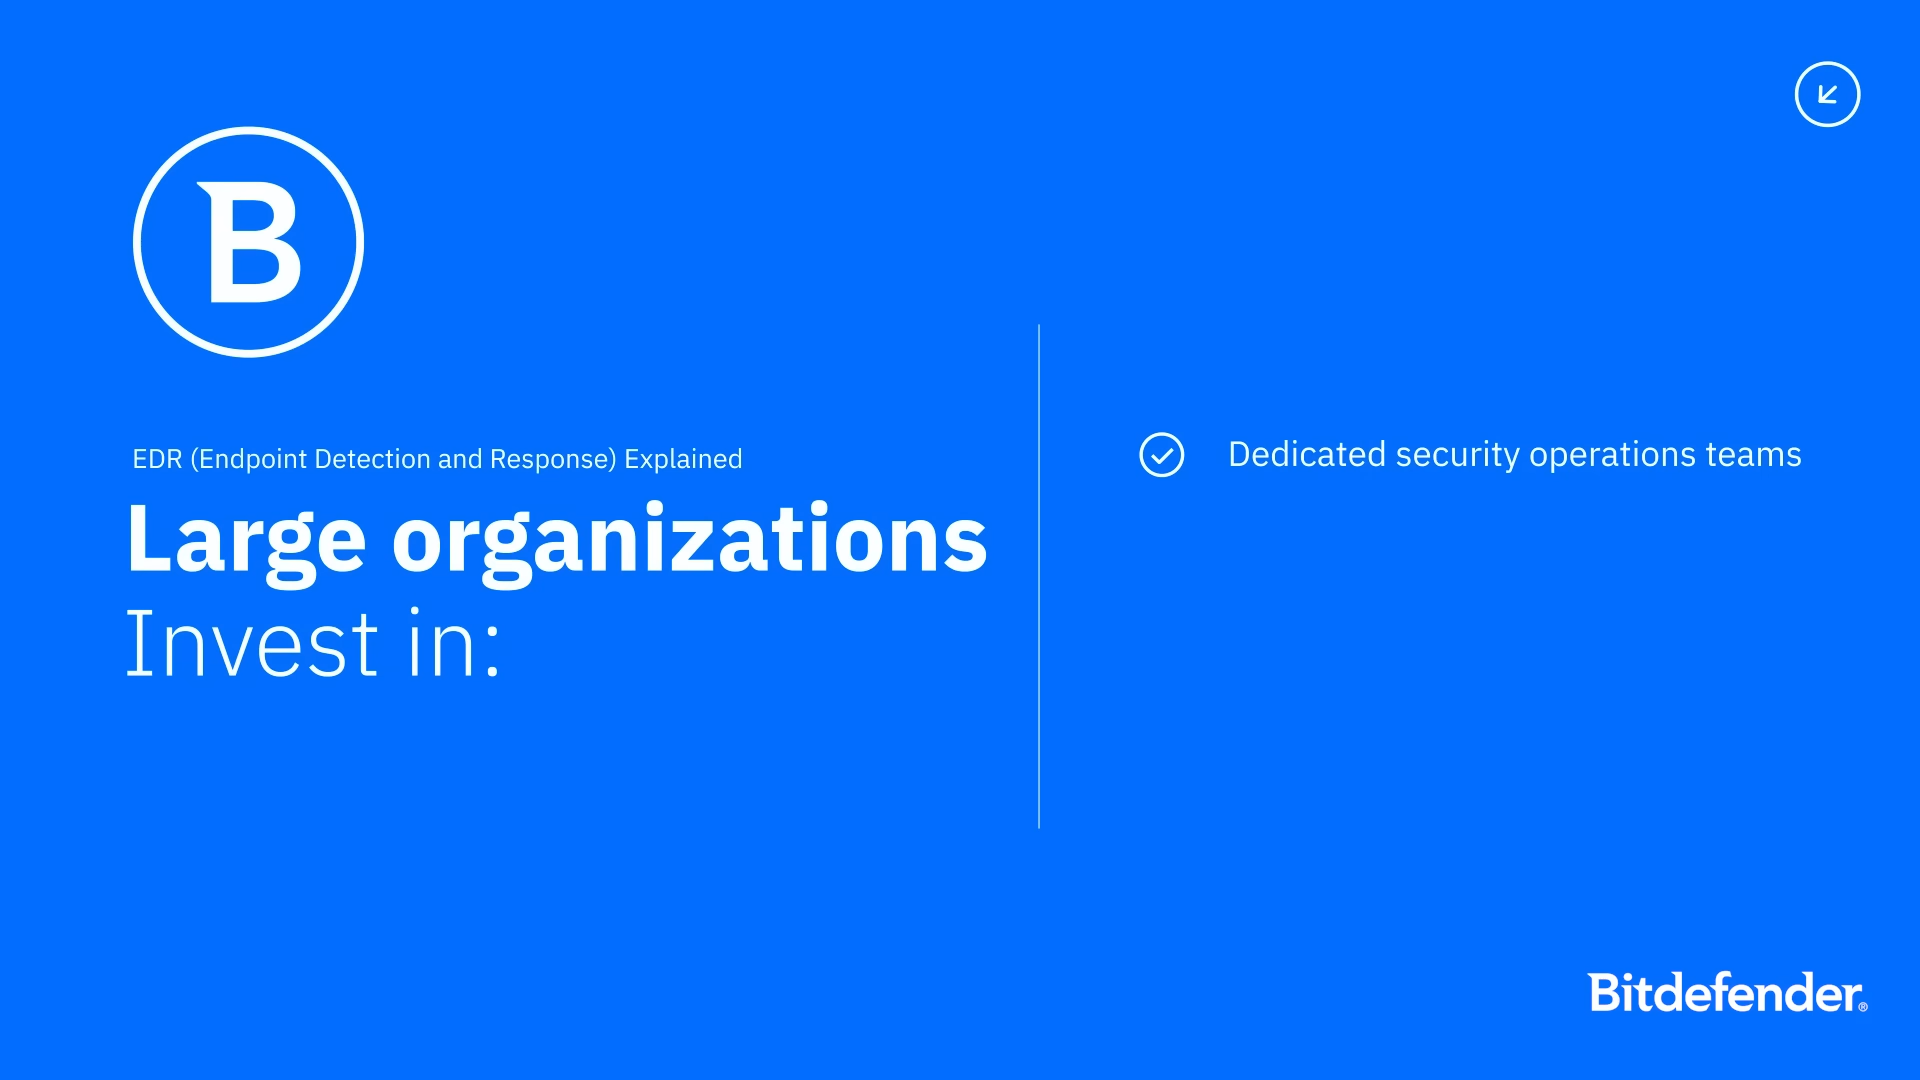 B
EDR (Endpoint Detection and Response) Explained
Large organizations
Invest in:
Dedicated security operations teams
Bitdefender®